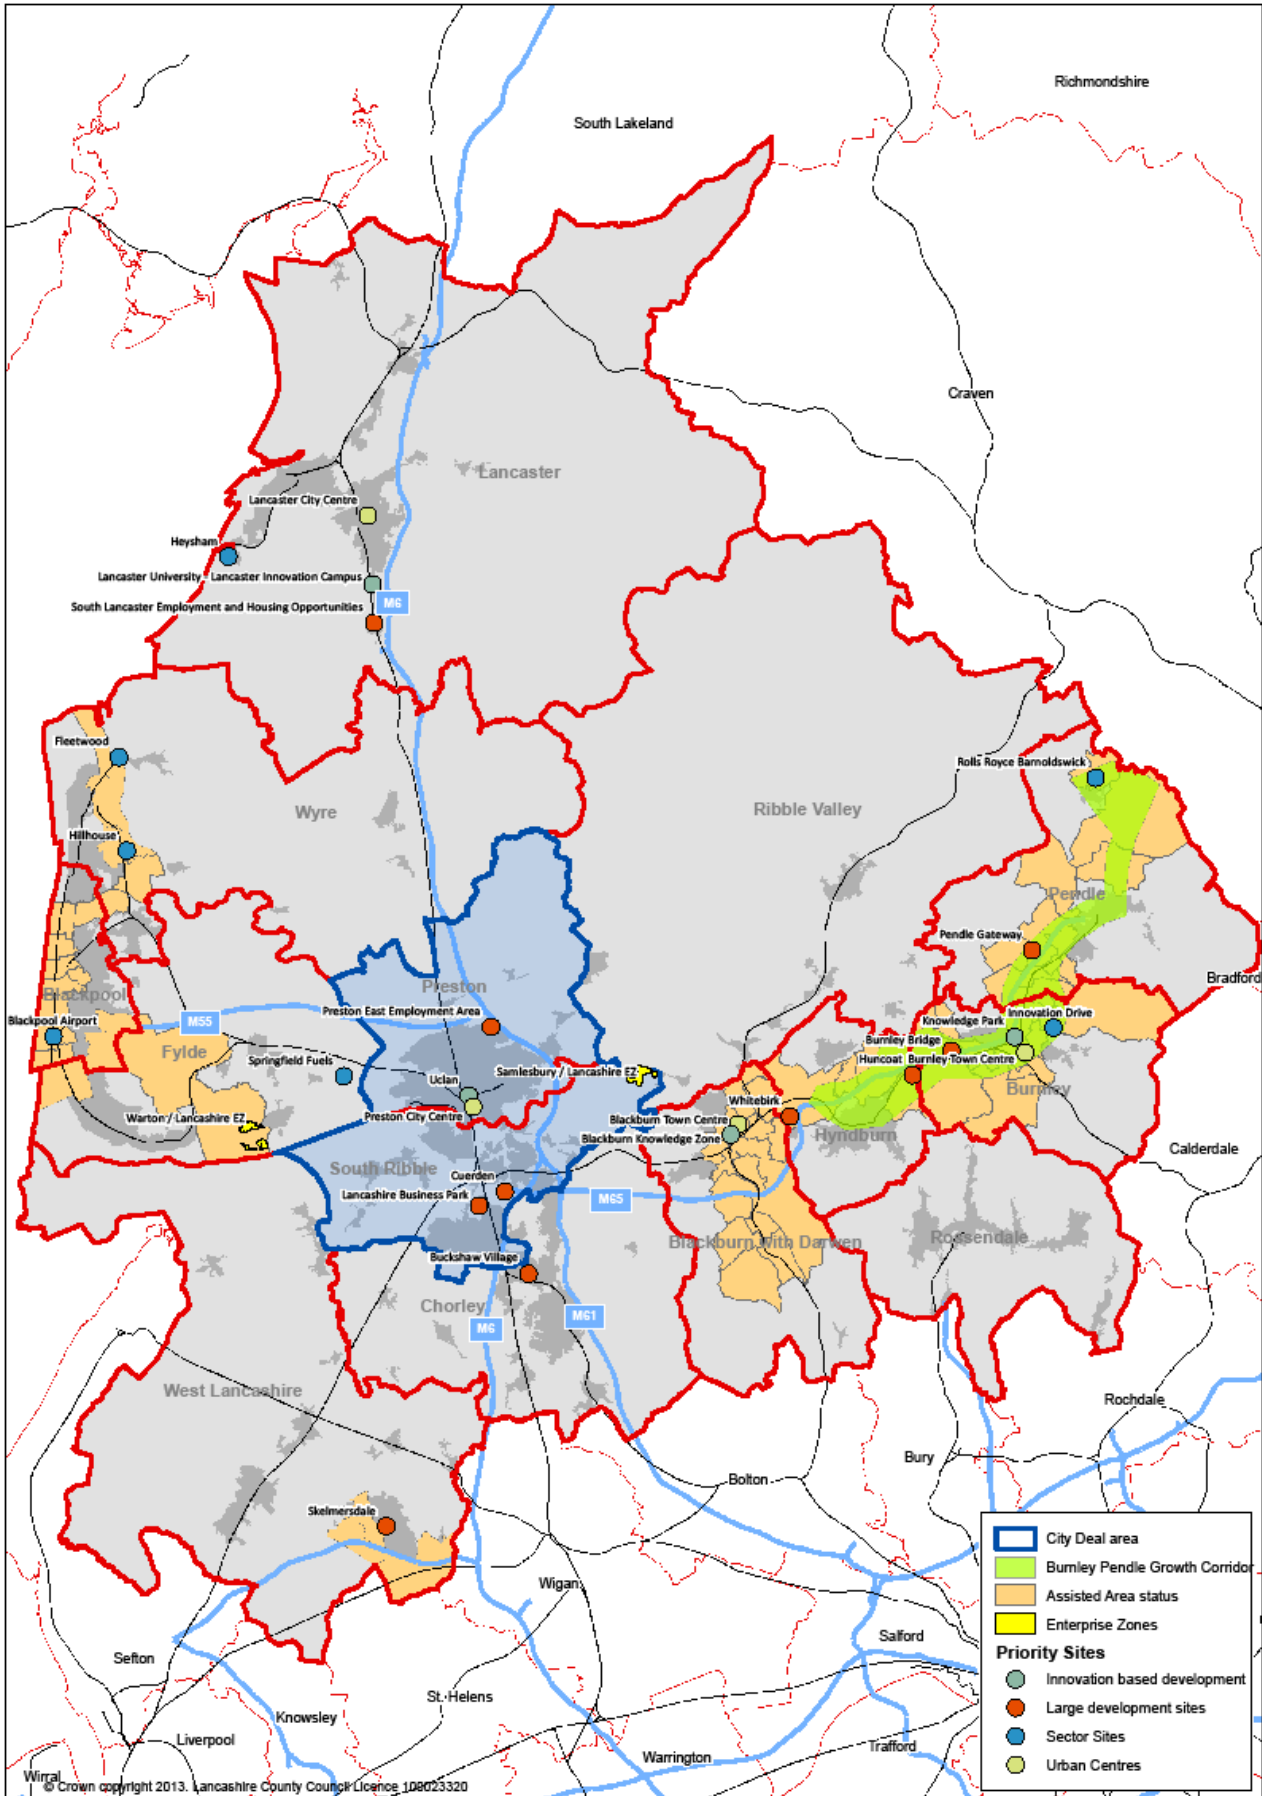 Richmondshire
South Lakeland
Craven
Lancaster
Lancaster City Centre
Heysham
Lancaster University - Lancaster Innovation Campus
M6
South Lancaster Employment and Housing Opportunities
Fleetwood
Rolls Royce Barnoldswick
Wyre
Ribble Valley
Hillhouse
Pendle
Pendle Gateway
Bradford
Preston
Blackpool
Preston East Employment Area
Blackpool Airport
M55
Knowledge Park
Innovation Drive
Burnley Bridge
Fylde
Springfield Fuels
Huncoat
Burnley Town Centre
Samlesbury / Lancashire EZ
Uclan
Burnley
Whitebirk
Warton / Lancashire EZ
Preston City Centre
Blackburn Town Centre
Blackburn Knowledge Zone
Hyndburn
Calderdale
South Ribble
Cuerden
Lancashire Business Park
M65
Rossendale
Blackburn with Darwen
Buckshaw Village
Chorley
M61
M6
West Lancashire
Rochdale
Bury
Bolton
Skelmersdale
Wigan
Salford
Sefton
St. Helens
Knowsley
Liverpool
Trafford
Warrington
Wirral
City Deal area
Burnley Pendle Growth Corridor
Assisted Area status
Enterprise Zones
Priority Sites
Innovation based development
Large development sites
Sector Sites
Urban Centres
© Crown copyright 2013. Lancashire County Council Licence 100023320